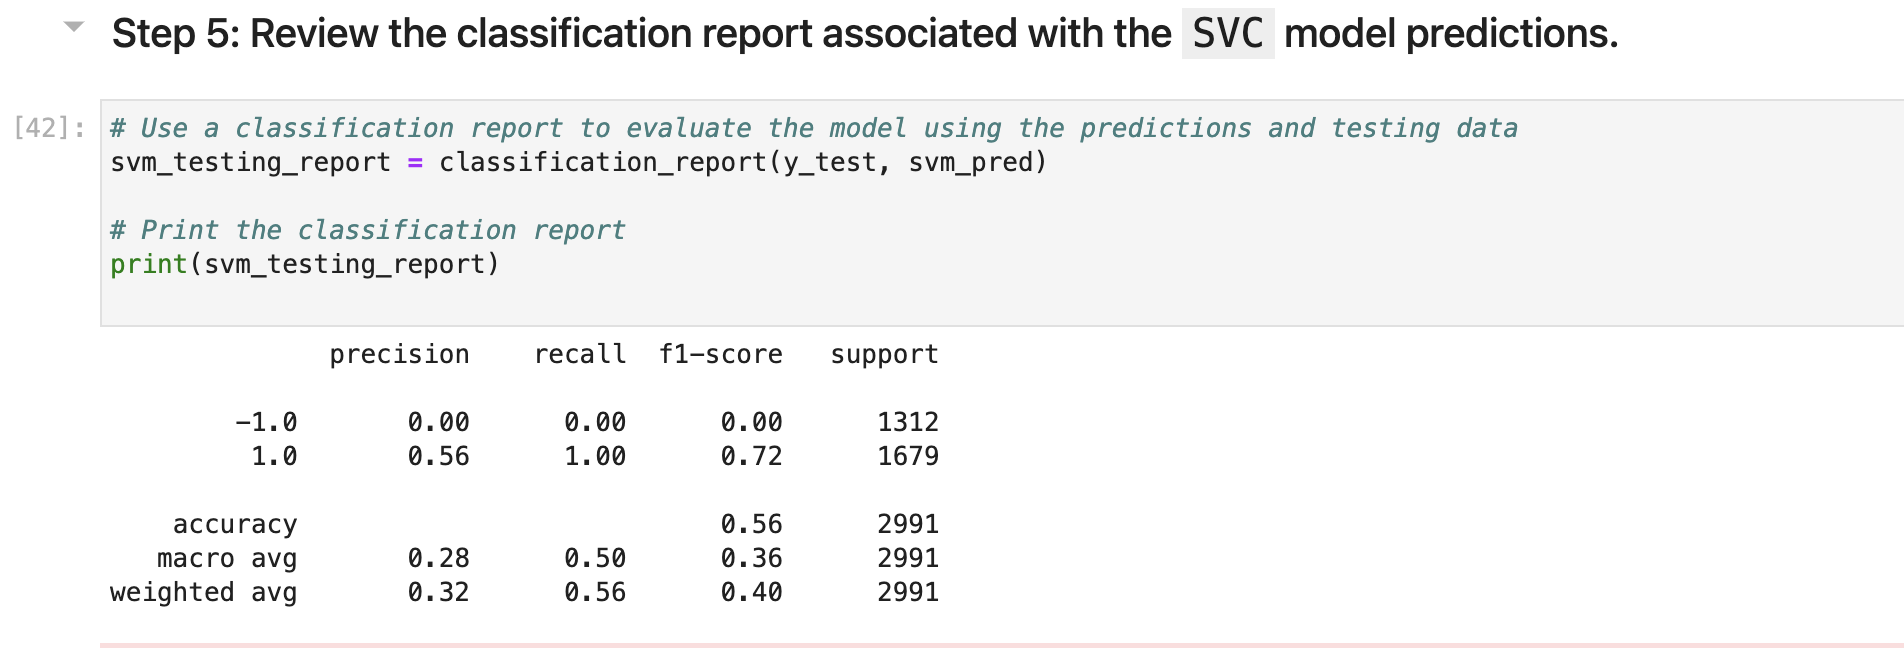 Step 5: Review the classification report associated with the SVC model predictions.
[42]: # Use a classification report to evaluate the model using the predictions and testing data
svm_testing_report = classification_report(y_test, svm_pred)
# Print the classification report
print(svm_testing_report)
precision recall f1-score support
-1.0 0.00 0.00 0.00 1312
1.0 0.56 1.00 0.72 1679
accuracy 0.56 2991
macro avg 0.28 0.50 0.36 2991
weighted avg 0.32 0.56 0.40 2991